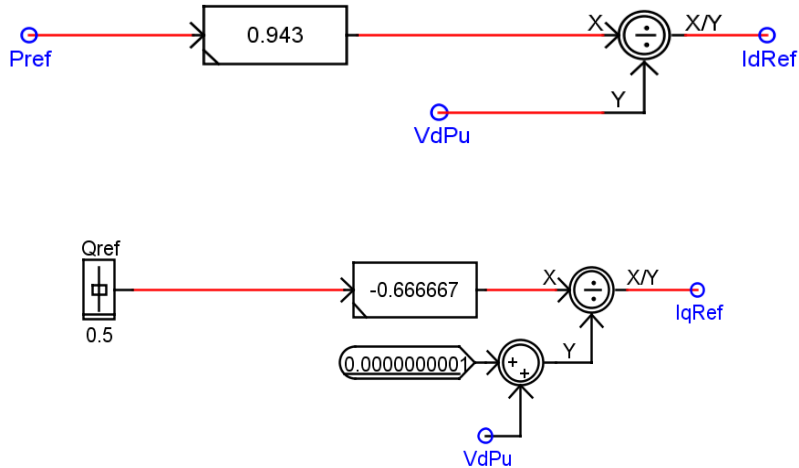 0.943
X
÷
X/Y
Pref
IdRef
Y
VdPu
Qref
-0.666667
X
÷
X/Y
0.5
IqRef
0.0000000001
+
+
Y
VdPu